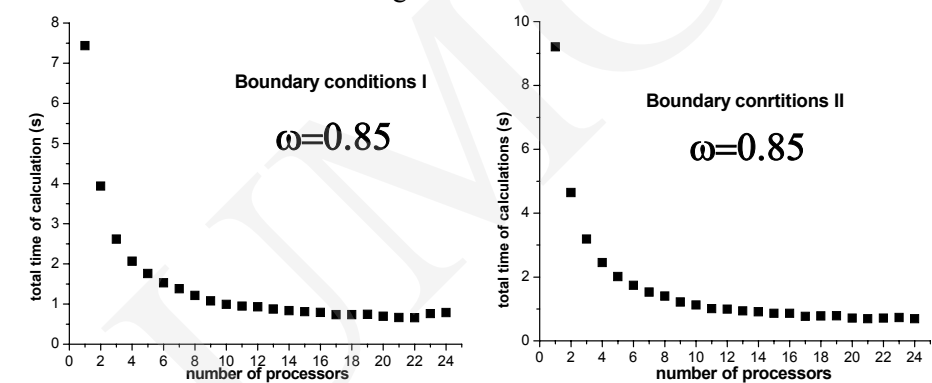 8
7
6
5
4
3
2
1
0
total time of calculation (s)
Boundary conditions I
ω=0.85
0 2 4 6 8 10 12 14 16 18 20 22 24
number of processors
10
8
6
4
2
0
total time of calculations (s)
Boundary conrtitions II
ω=0.85
0 2 4 6 8 10 12 14 16 18 20 22 24
number of processors